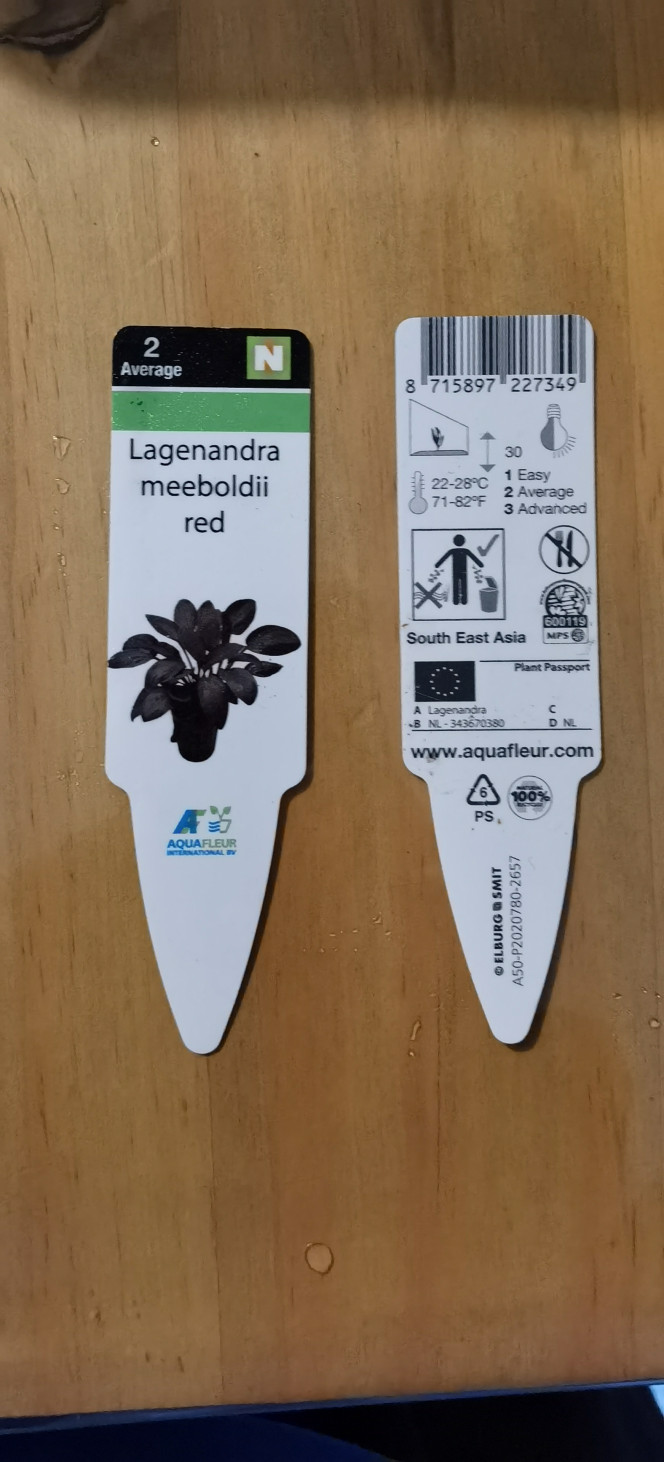 2
Average
N
Lagenandra
meeboldii
red
AF
AQUAFLEUR
INTERNATIONAL BV
8 715897 227349
30
22-28°C
71-82°F
1 Easy
2 Average
3 Advanced
600119
MPS
South East Asia
Plant Passport
A Lagenandra
C
B NL - 343670380
D NL
www.aquafleur.com
6
PS
100%
© ELBURG SMIT
A50-P2020780-2657